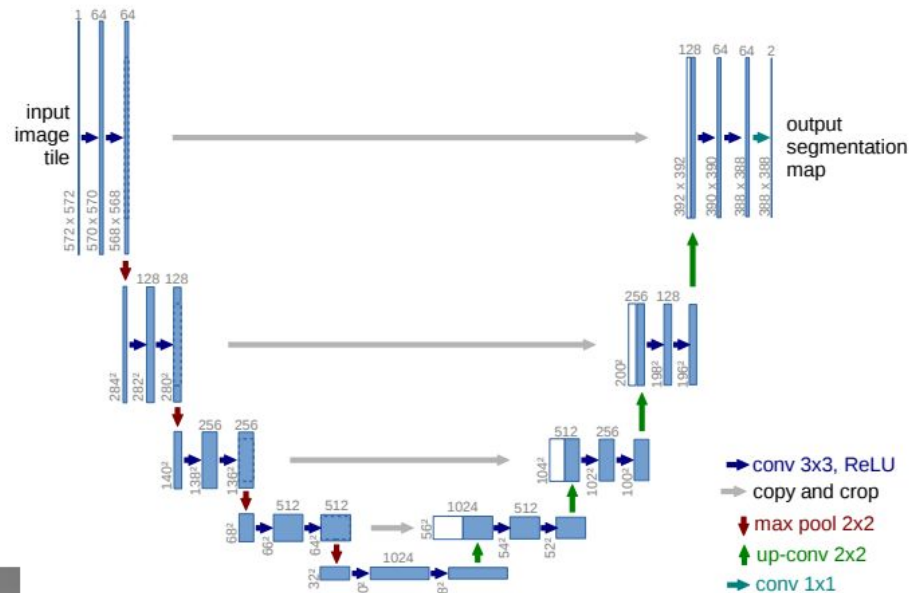 1 64 64
128 64 64 2
input
image
tile
output
segmentation
map
572 x 572
570 x 570
568 x 568
392 x 392
390 x 390
388 x 388
388 x 388
128 128
256 128
284²
282²
280²
200²
198²
196²
256 256
512 256
140²
138²
136²
104²
102²
100²
512 512
1024 512
68²
66²
64²
56²
54²
52²
1024
32²
conv 3x3, ReLU
copy and crop
max pool 2x2
up-conv 2x2
conv 1x1